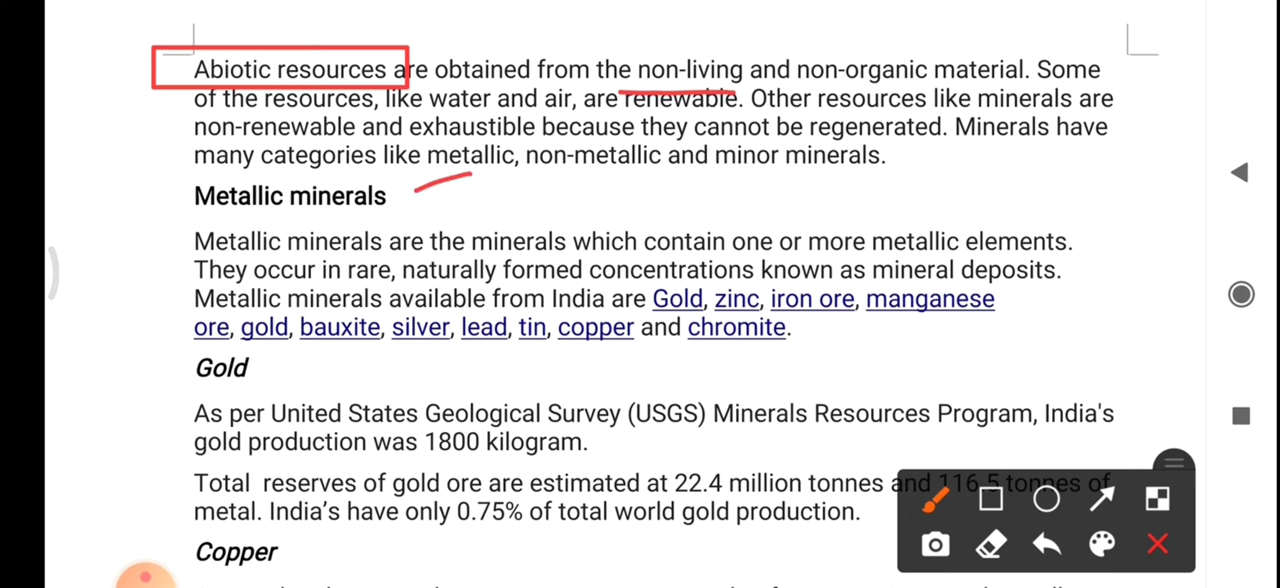 Abiotic resources are obtained from the non-living and non-organic material. Some
of the resources, like water and air, are renewable. Other resources like minerals are
non-renewable and exhaustible because they cannot be regenerated. Minerals have
many categories like metallic, non-metallic and minor minerals.
Metallic minerals
Metallic minerals are the minerals which contain one or more metallic elements.
They occur in rare, naturally formed concentrations known as mineral deposits.
Metallic minerals available from India are Gold, zinc, iron ore, manganese
ore, gold, bauxite, silver, lead, tin, copper and chromite.
Gold
As per United States Geological Survey (USGS) Minerals Resources Program, India's
gold production was 1800 kilogram.
Total reserves of gold ore are estimated at 22.4 million tonnes and 116.5 tonnes of
metal. India’s have only 0.75% of total world gold production.
Copper